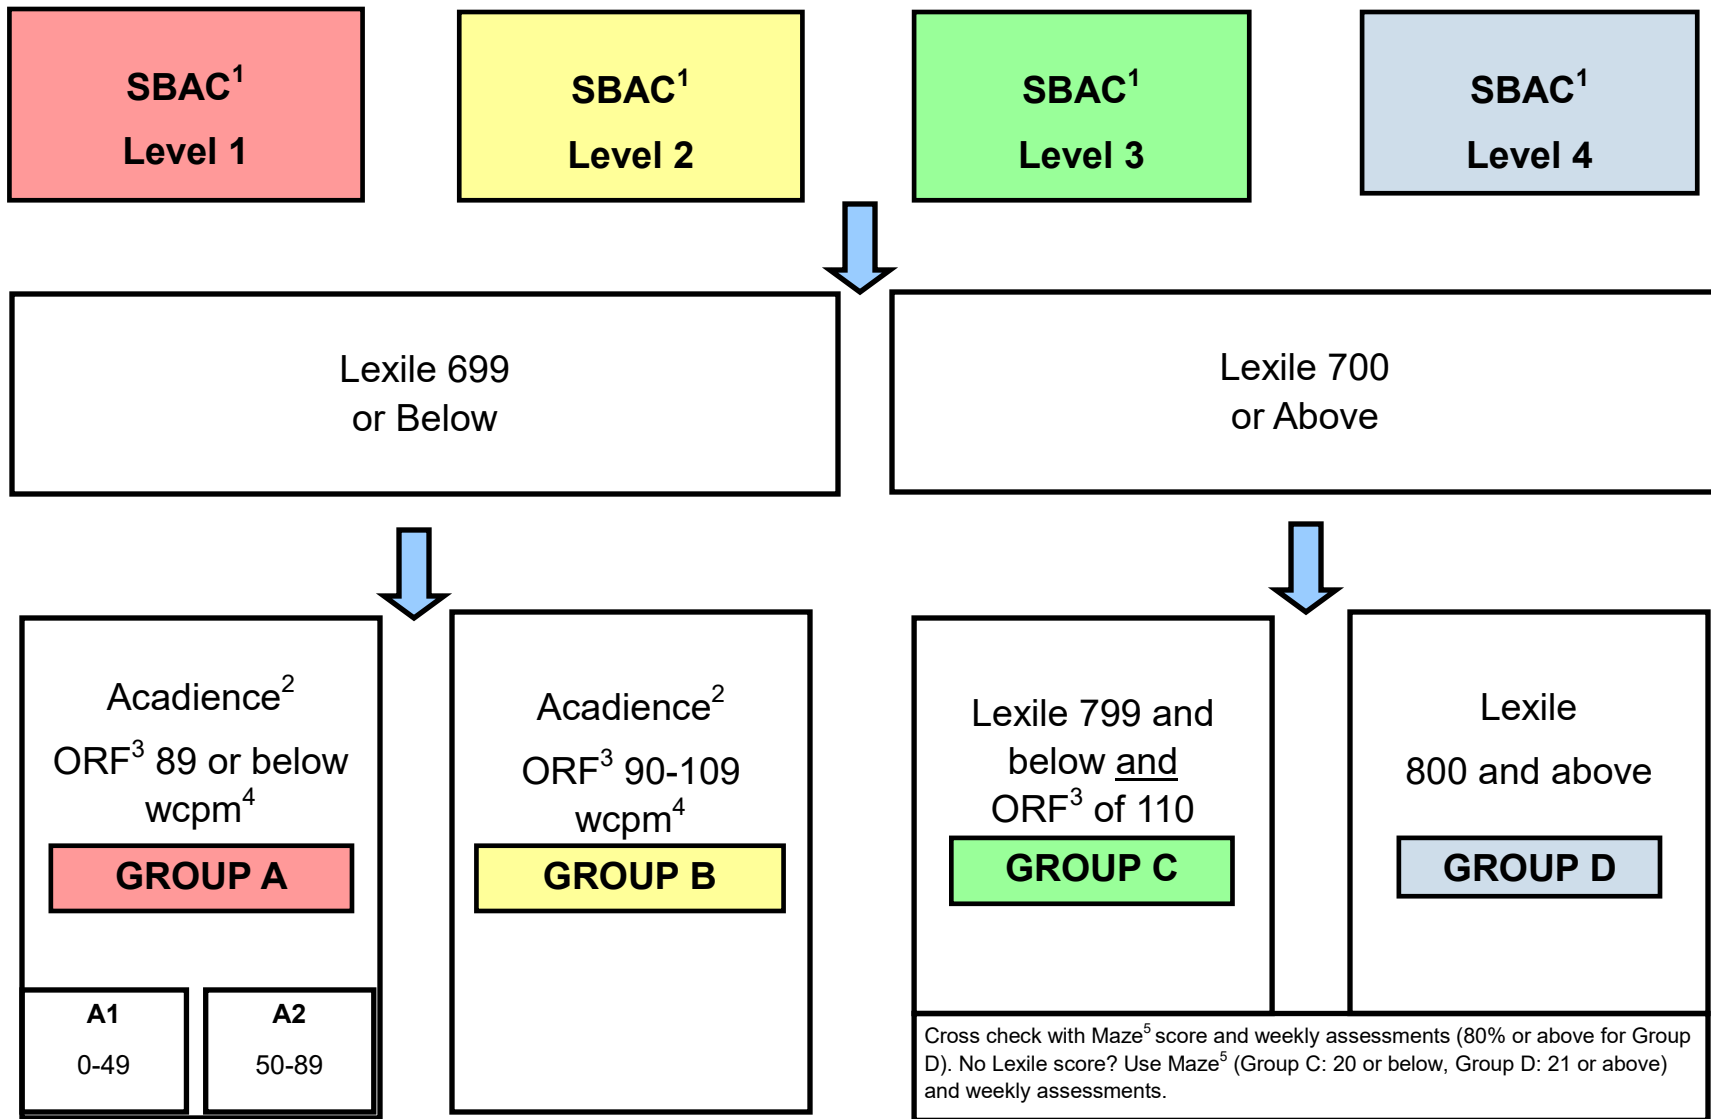 SBAC¹
Level 1
SBAC¹
Level 2
SBAC¹
Level 3
SBAC¹
Level 4
Lexile 699
or Below
Lexile 700
or Above
Acadience²
ORF³ 89 or below
wcpm⁴
GROUP A
A1
0-49
A2
50-89
Acadience²
ORF³ 90-109
wcpm⁴
GROUP B
Lexile 799 and
below and
ORF³ of 110
GROUP C
Lexile
800 and above
GROUP D
Cross check with Maze⁵ score and weekly assessments (80% or above for Group
D). No Lexile score? Use Maze⁵ (Group C: 20 or below, Group D: 21 or above)
and weekly assessments.